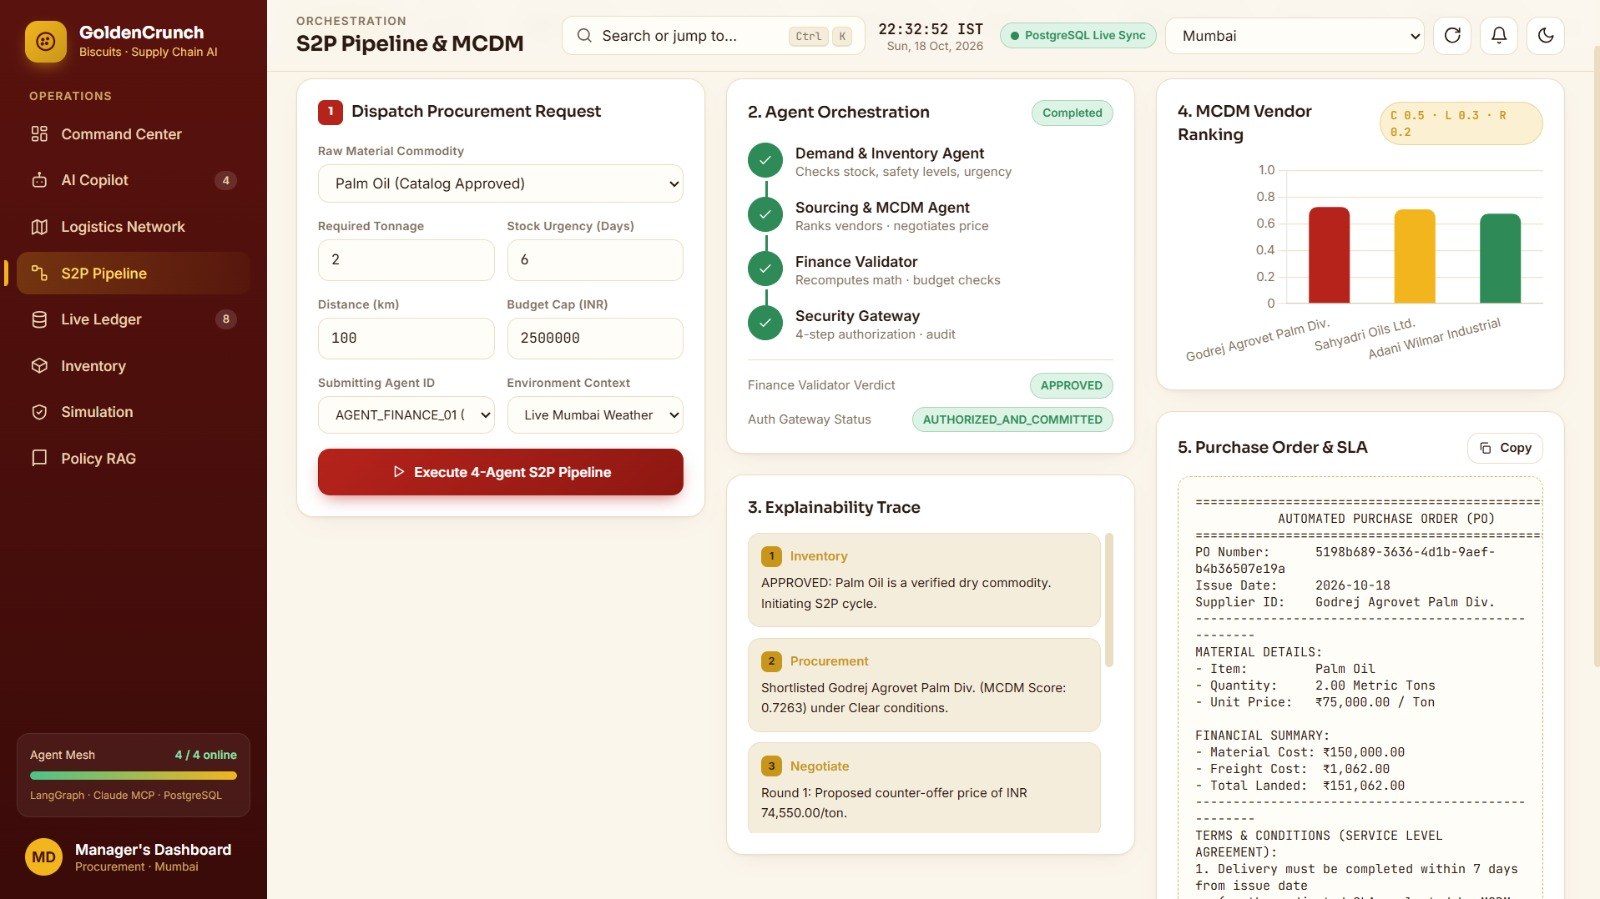 GoldenCrunch
Biscuits · Supply Chain AI
OPERATIONS
Command Center
AI Copilot 4
Logistics Network
S2P Pipeline
Live Ledger 8
Inventory
Simulation
Policy RAG
Agent Mesh 4 / 4 online
LangGraph · Claude MCP · PostgreSQL
MD
Manager's Dashboard
Procurement · Mumbai
ORCHESTRATION
S2P Pipeline & MCDM
Search or jump to... Ctrl K
22:32:52 IST
Sun, 18 Oct, 2026
PostgreSQL Live Sync
Mumbai
1 Dispatch Procurement Request
Raw Material Commodity
Palm Oil (Catalog Approved)
Required Tonnage Stock Urgency (Days)
2 6
Distance (km) Budget Cap (INR)
100 2500000
Submitting Agent ID Environment Context
AGENT_FINANCE_01 ( Live Mumbai Weather
Execute 4-Agent S2P Pipeline
2. Agent Orchestration Completed
Demand & Inventory Agent
Checks stock, safety levels, urgency
Sourcing & MCDM Agent
Ranks vendors · negotiates price
Finance Validator
Recomputes math · budget checks
Security Gateway
4-step authorization · audit
Finance Validator Verdict APPROVED
Auth Gateway Status AUTHORIZED_AND_COMMITTED
3. Explainability Trace
1 Inventory
APPROVED: Palm Oil is a verified dry commodity.
Initiating S2P cycle.
2 Procurement
Shortlisted Godrej Agrovet Palm Div. (MCDM Score:
0.7263) under Clear conditions.
3 Negotiate
Round 1: Proposed counter-offer price of INR
74,550.00/ton.
4. MCDM Vendor
Ranking
C 0.5 · L 0.3 · R
0.2
1.0
0.8
0.6
0.4
0.2
0
Godrej Agrovet Palm Div.
Sahyadri Oils Ltd.
Adani Wilmar Industrial
5. Purchase Order & SLA Copy
==============================================
AUTOMATED PURCHASE ORDER (PO)
==============================================
PO Number: 5198b689-3636-4d1b-9aef-
b4b36507e19a
Issue Date: 2026-10-18
Supplier ID: Godrej Agrovet Palm Div.
--------------------------------------------
--------
MATERIAL DETAILS:
- Item: Palm Oil
- Quantity: 2.00 Metric Tons
- Unit Price: ₹75,000.00 / Ton
FINANCIAL SUMMARY:
- Material Cost: ₹150,000.00
- Freight Cost: ₹1,062.00
- Total Landed: ₹151,062.00
--------------------------------------------
--------
TERMS & CONDITIONS (SERVICE LEVEL
AGREEMENT):
1. Delivery must be completed within 7 days
from issue date